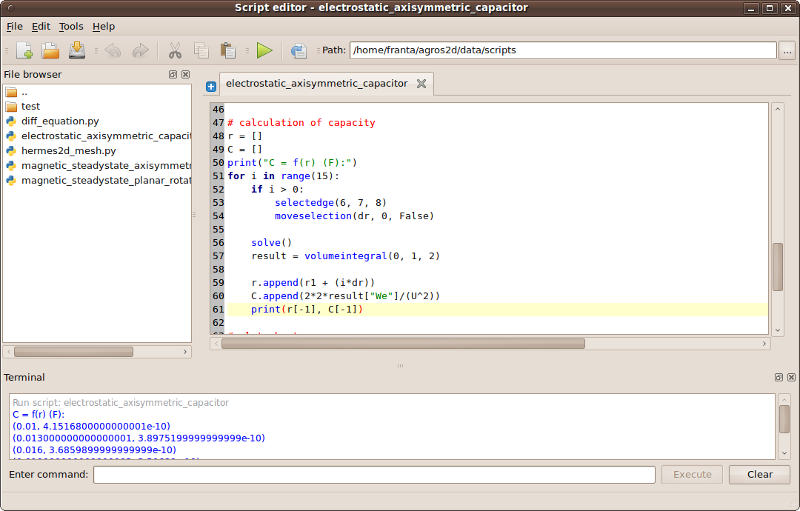 Script editor - electrostatic_axisymmetric_capacitor
File Edit Tools Help
Path: /home/franta/agros2d/data/scripts ...
File browser
electrostatic_axisymmetric_capacitor
..
test
diff_equation.py
electrostatic_axisymmetric_capacit
hermes2d_mesh.py
magnetic_steadystate_axisymmetr
magnetic_steadystate_planar_rotat
46
47 # calculation of capacity
48 r = []
49 C = []
50 print("C = f(r) (F):")
51 for i in range(15):
52 if i > 0:
53 selectedge(6, 7, 8)
54 moveselection(dr, 0, False)
55
56 solve()
57 result = volumeintegral(0, 1, 2)
58
59 r.append(r1 + (i*dr))
60 C.append(2*2*result["We"]/(U^2))
61 print(r[-1], C[-1])
62
Terminal
Run script: electrostatic_axisymmetric_capacitor
C = f(r) (F):
(0.01, 4.1516800000000001e-10)
(0.013000000000000001, 3.8975199999999999e-10)
(0.016, 3.6859899999999999e-10)
Enter command: Execute Clear